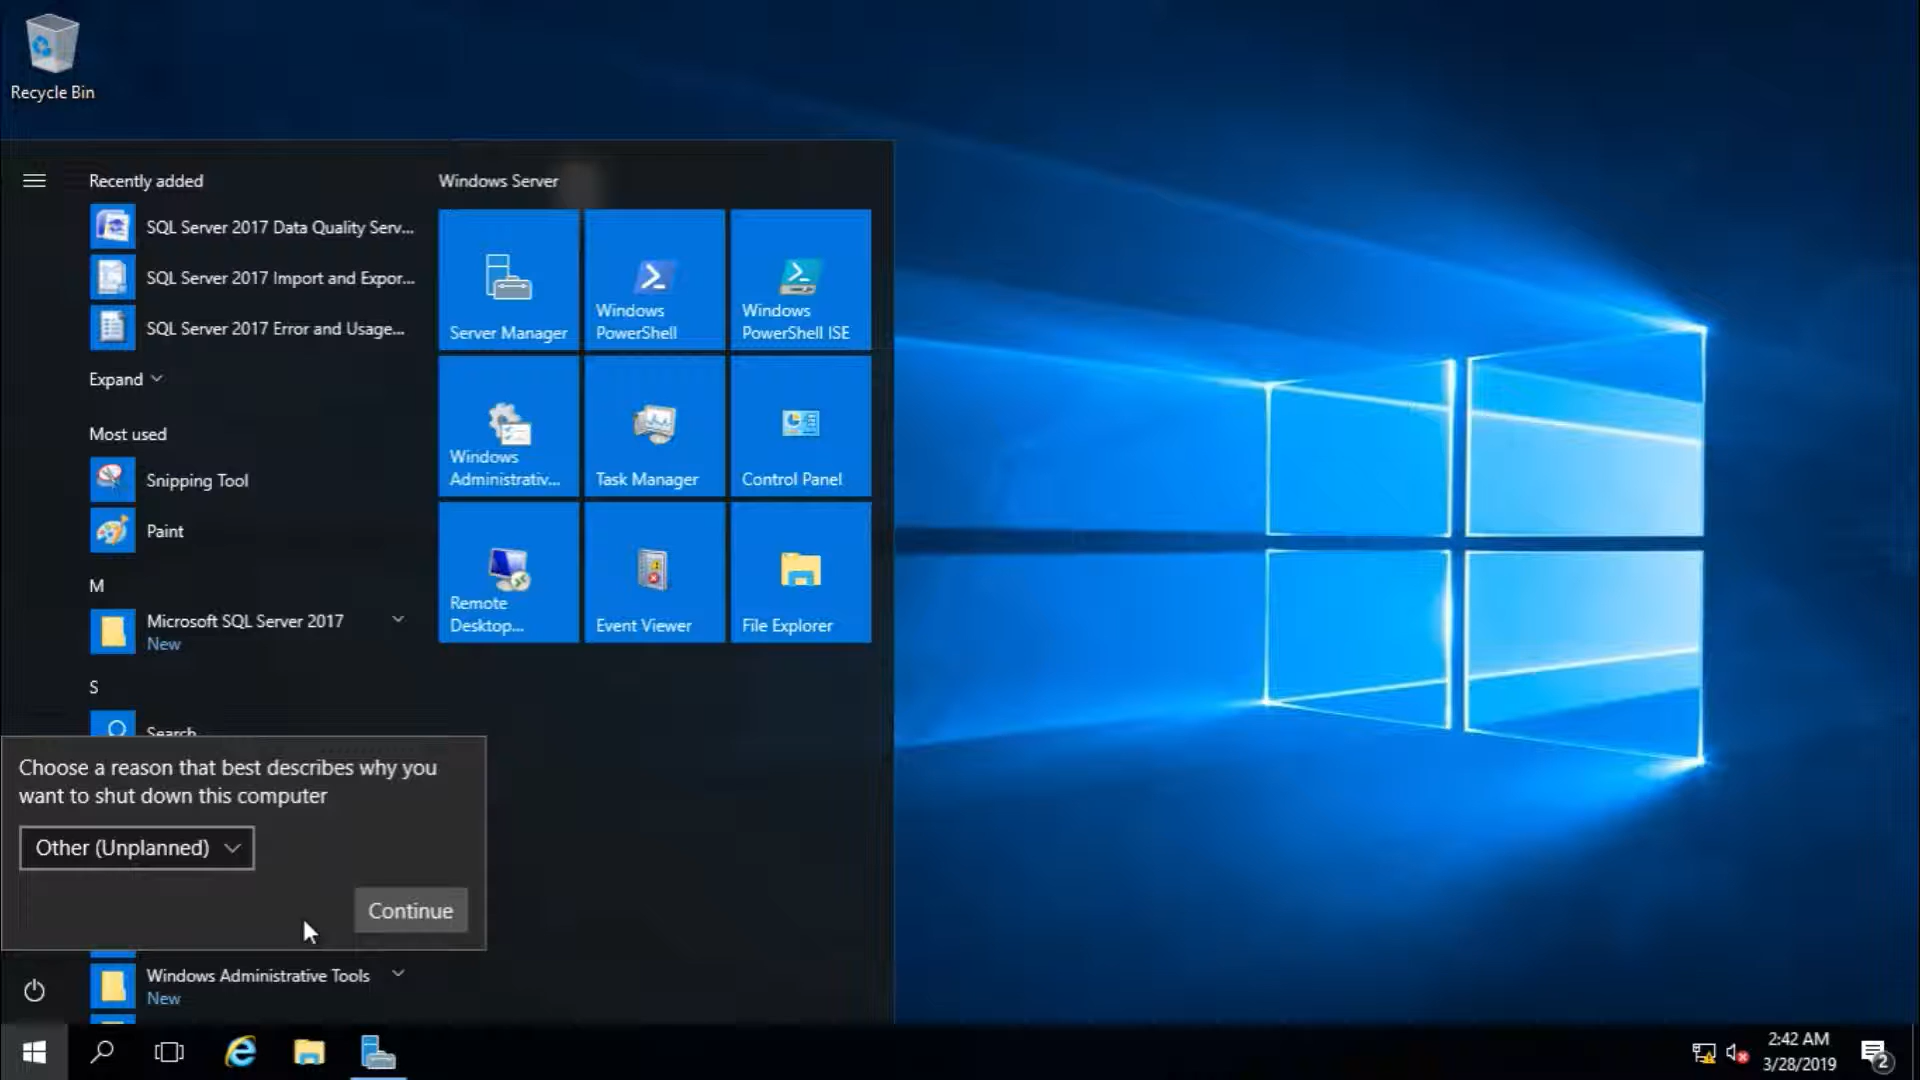 Recycle Bin
Recently added
SQL Server 2017 Data Quality Serv...
SQL Server 2017 Import and Expor...
SQL Server 2017 Error and Usage...
Expand
Most used
Snipping Tool
Paint
M
Microsoft SQL Server 2017
New
S
Search
Windows Server
Server Manager
Windows
PowerShell
Windows
PowerShell ISE
Windows
Administrativ...
Task Manager
Control Panel
Remote
Desktop...
Event Viewer
File Explorer
Choose a reason that best describes why you
want to shut down this computer
Other (Unplanned)
Continue
Windows Administrative Tools
New
2:42 AM
3/28/2019
2